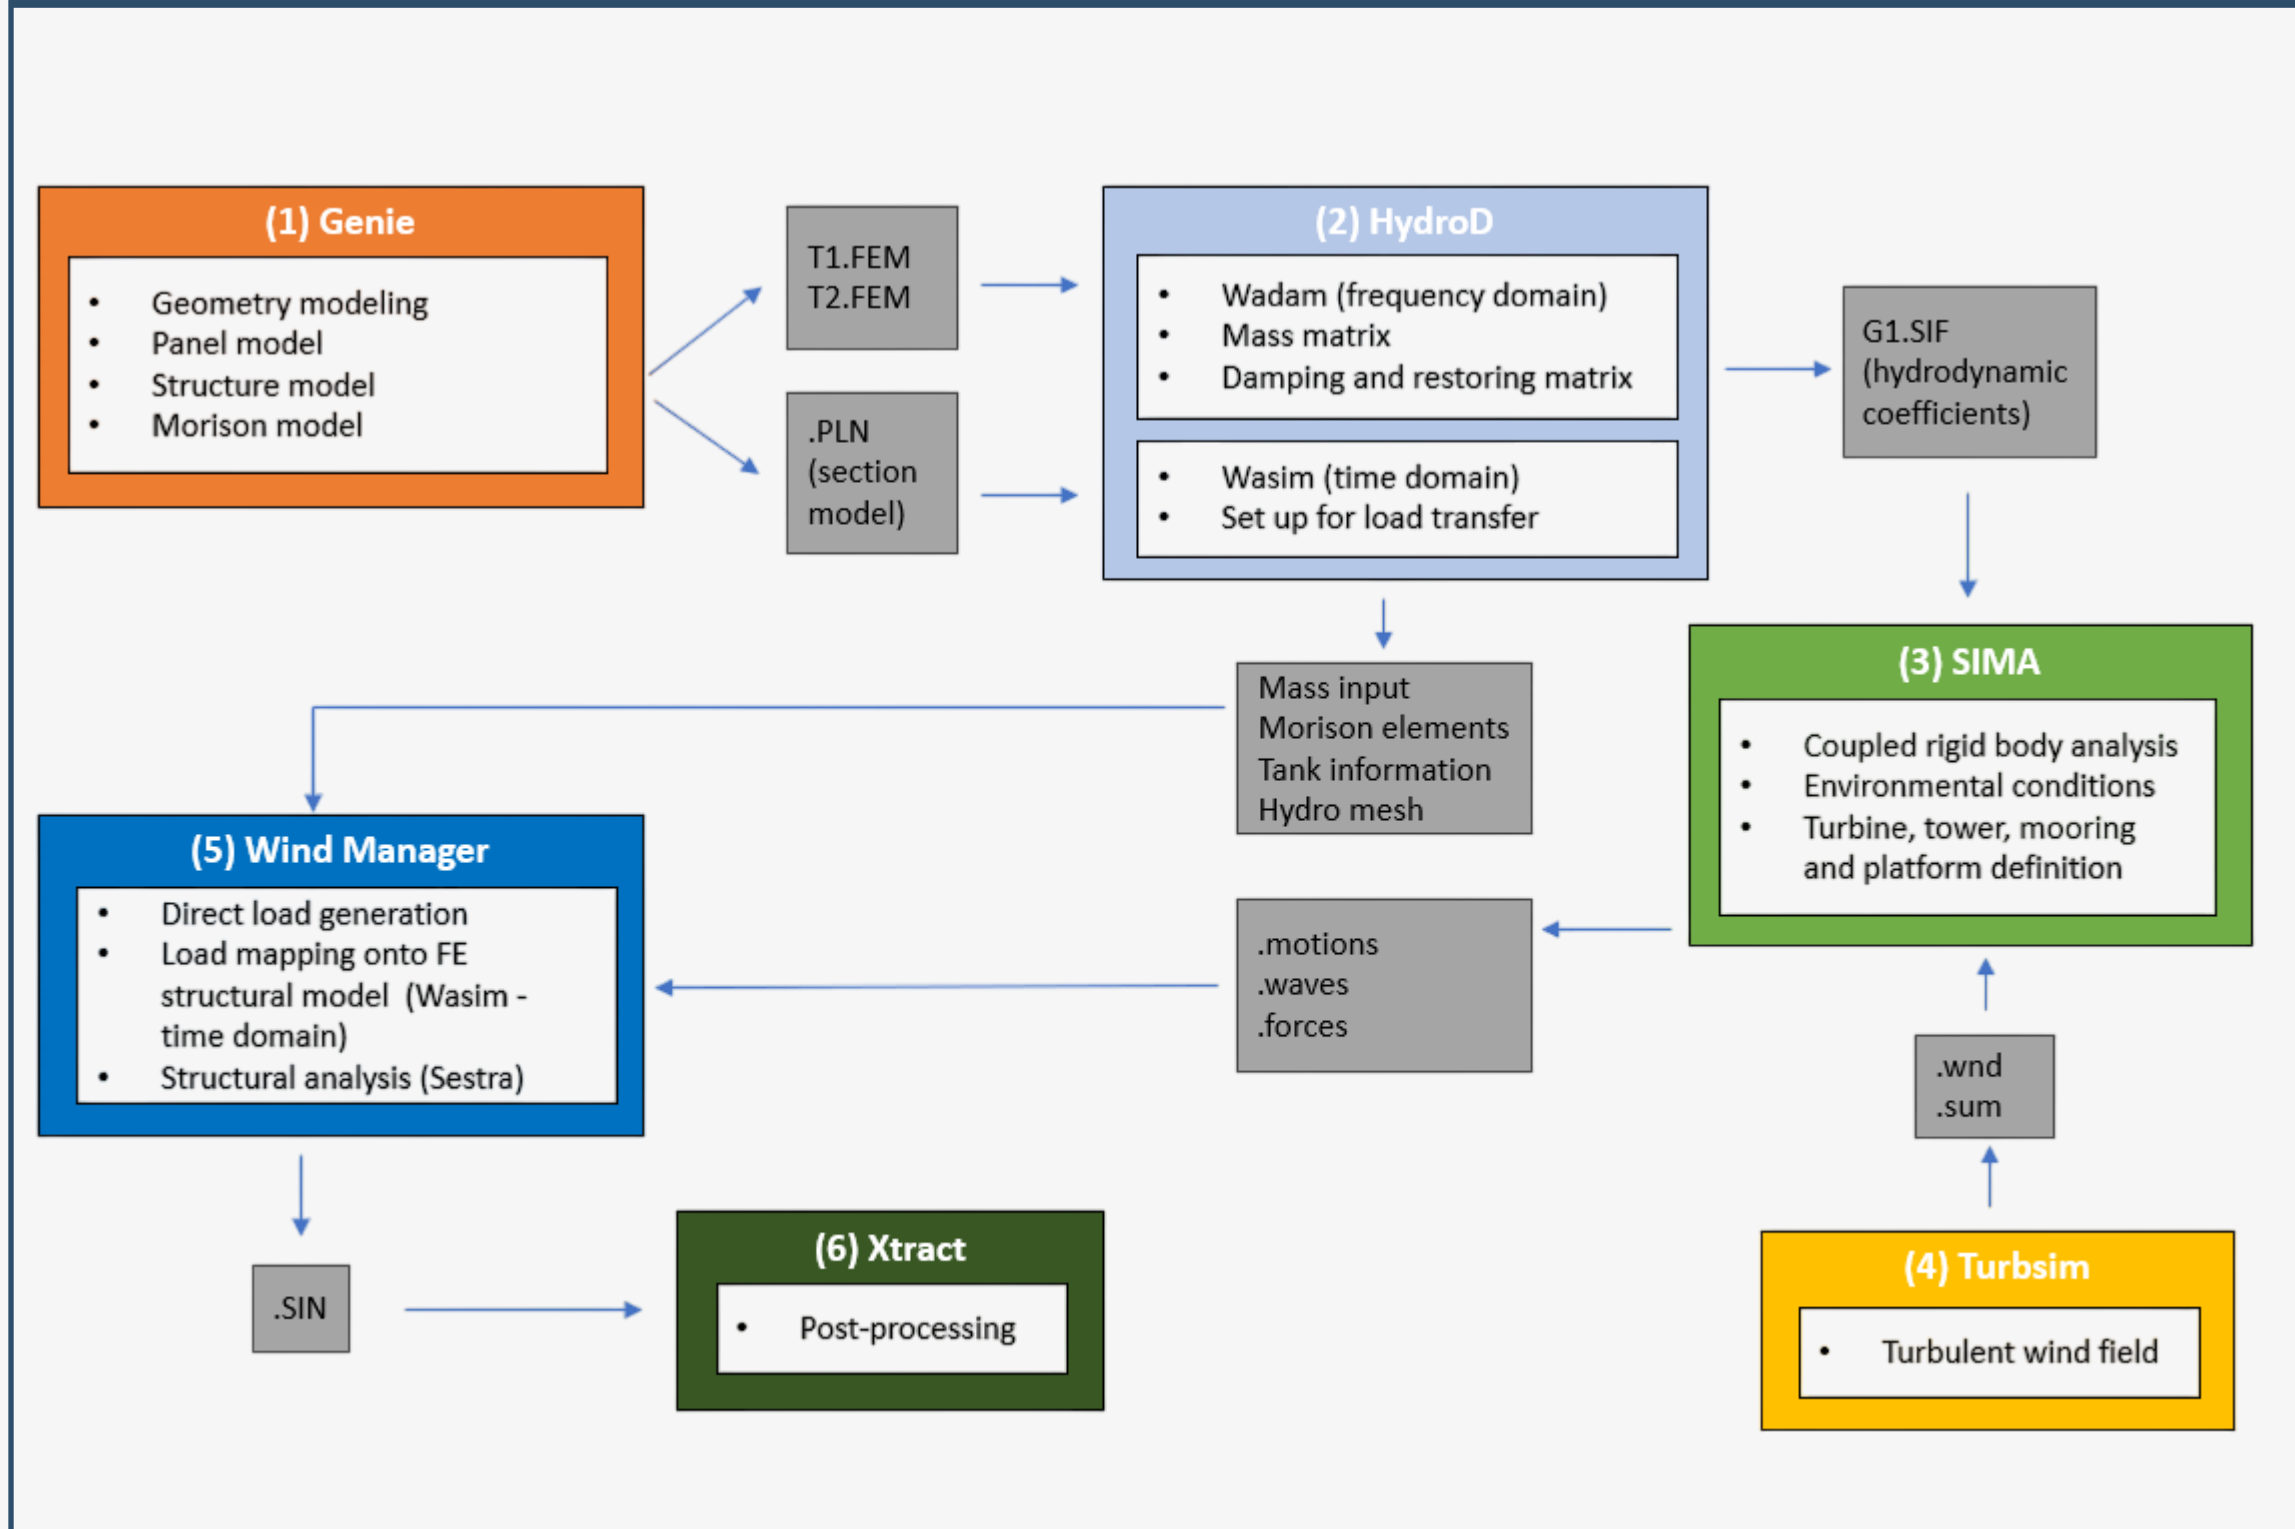 (1) Genie
• Geometry modeling
• Panel model
• Structure model
• Morison model
T1.FEM
T2.FEM
.PLN
(section
model)
(2) HydroD
• Wadam (frequency domain)
• Mass matrix
• Damping and restoring matrix
• Wasim (time domain)
• Set up for load transfer
G1.SIF
(hydrodynamic
coefficients)
Mass input
Morison elements
Tank information
Hydro mesh
(3) SIMA
• Coupled rigid body analysis
• Environmental conditions
• Turbine, tower, mooring
and platform definition
(5) Wind Manager
• Direct load generation
• Load mapping onto FE
structural model (Wasim -
time domain)
• Structural analysis (Sestra)
.motions
.waves
.forces
.wnd
.sum
(4) Turbsim
• Turbulent wind field
.SIN
(6) Xtract
• Post-processing